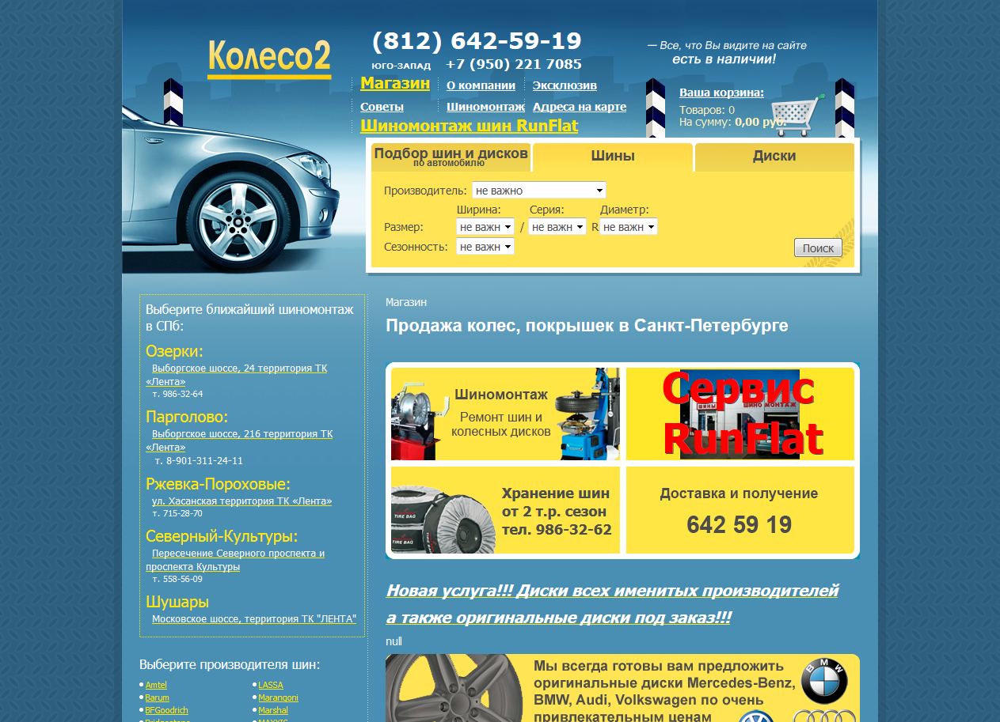 Колесо2
(812) 642-59-19
ЮГО-ЗАПАД +7 (950) 221 7085
Магазин О компании Эксклюзив
Советы Шиномонтаж Адреса на карте
Шиномонтаж шин RunFlat
— Все, что Вы видите на сайте
есть в наличии!
Ваша корзина:
Товаров: 0
На сумму: 0,00 руб.
Подбор шин и дисков
по автомобилю
Шины
Диски
Производитель: не важно
Ширина: Серия: Диаметр:
Размер: не важн / не важн R не важн
Сезонность: не важн
Поиск
Выберите ближайший шиномонтаж
в СПб:
Озерки:
Выборгское шоссе, 24 территория ТК
«Лента»
т. 986-32-64
Парголово:
Выборгское шоссе, 216 территория ТК
«Лента»
т. 8-901-311-24-11
Ржевка-Пороховые:
ул. Хасанская территория ТК «Лента»
т. 715-28-70
Северный-Культуры:
Пересечение Северного проспекта и
проспекта Культуры
т. 558-56-09
Шушары
Московское шоссе, территория ТК "ЛЕНТА"
Выберите производителя шин:
Amtel LASSA
Barum Marangoni
BFGoodrich Marshal
Bridgestone MAXXIS
Магазин
Продажа колес, покрышек в Санкт-Петербурге
Шиномонтаж
Ремонт шин и
колесных дисков
Сервис
RunFlat
ШИНЫ
ШИНОМОНТАЖ
Хранение шин
от 2 т.р. сезон
тел. 986-32-62
TIRE BAG
TIRE BAG
Доставка и получение
642 59 19
Новая услуга!!! Диски всех именитых производителей
а также оригинальные диски под заказ!!!
null
Мы всегда готовы вам предложить
оригинальные диски Mercedes-Benz,
BMW, Audi, Volkswagen по очень
привлекательным ценам
BMW